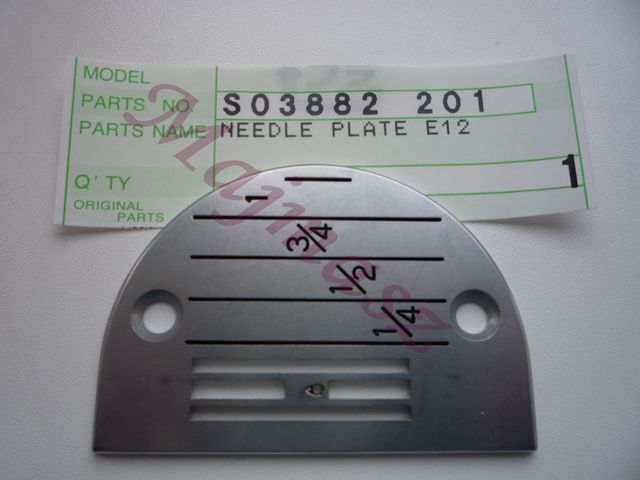 MODEL
PARTS NO. S03882 201
PARTS NAME NEEDLE PLATE E12
Q'TY 1
ORIGINAL PARTS
1
3/4
1/2
1/4
Majmesz